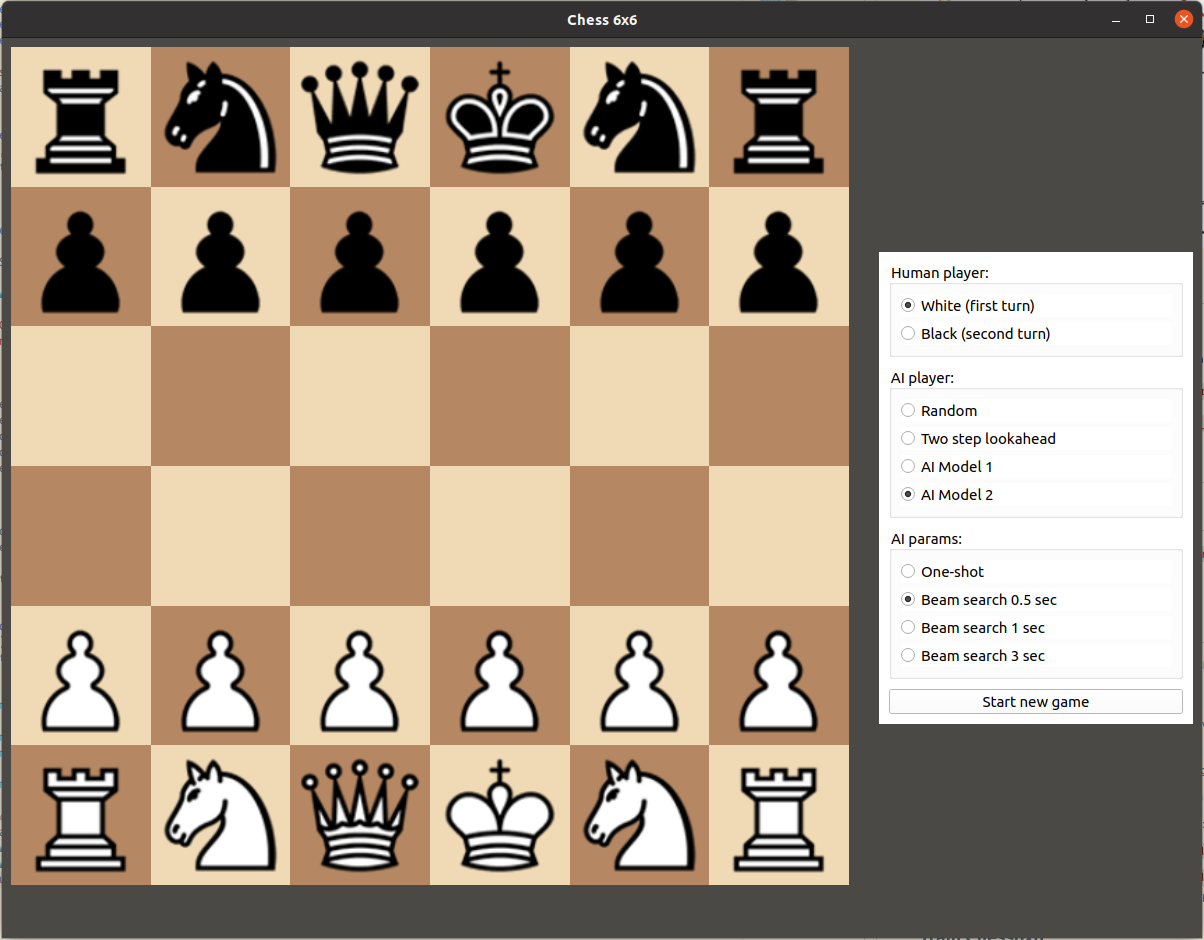 Chess 6x6
Human player:
White (first turn)
Black (second turn)
AI player:
Random
Two step lookahead
AI Model 1
AI Model 2
AI params:
One-shot
Beam search 0.5 sec
Beam search 1 sec
Beam search 3 sec
Start new game